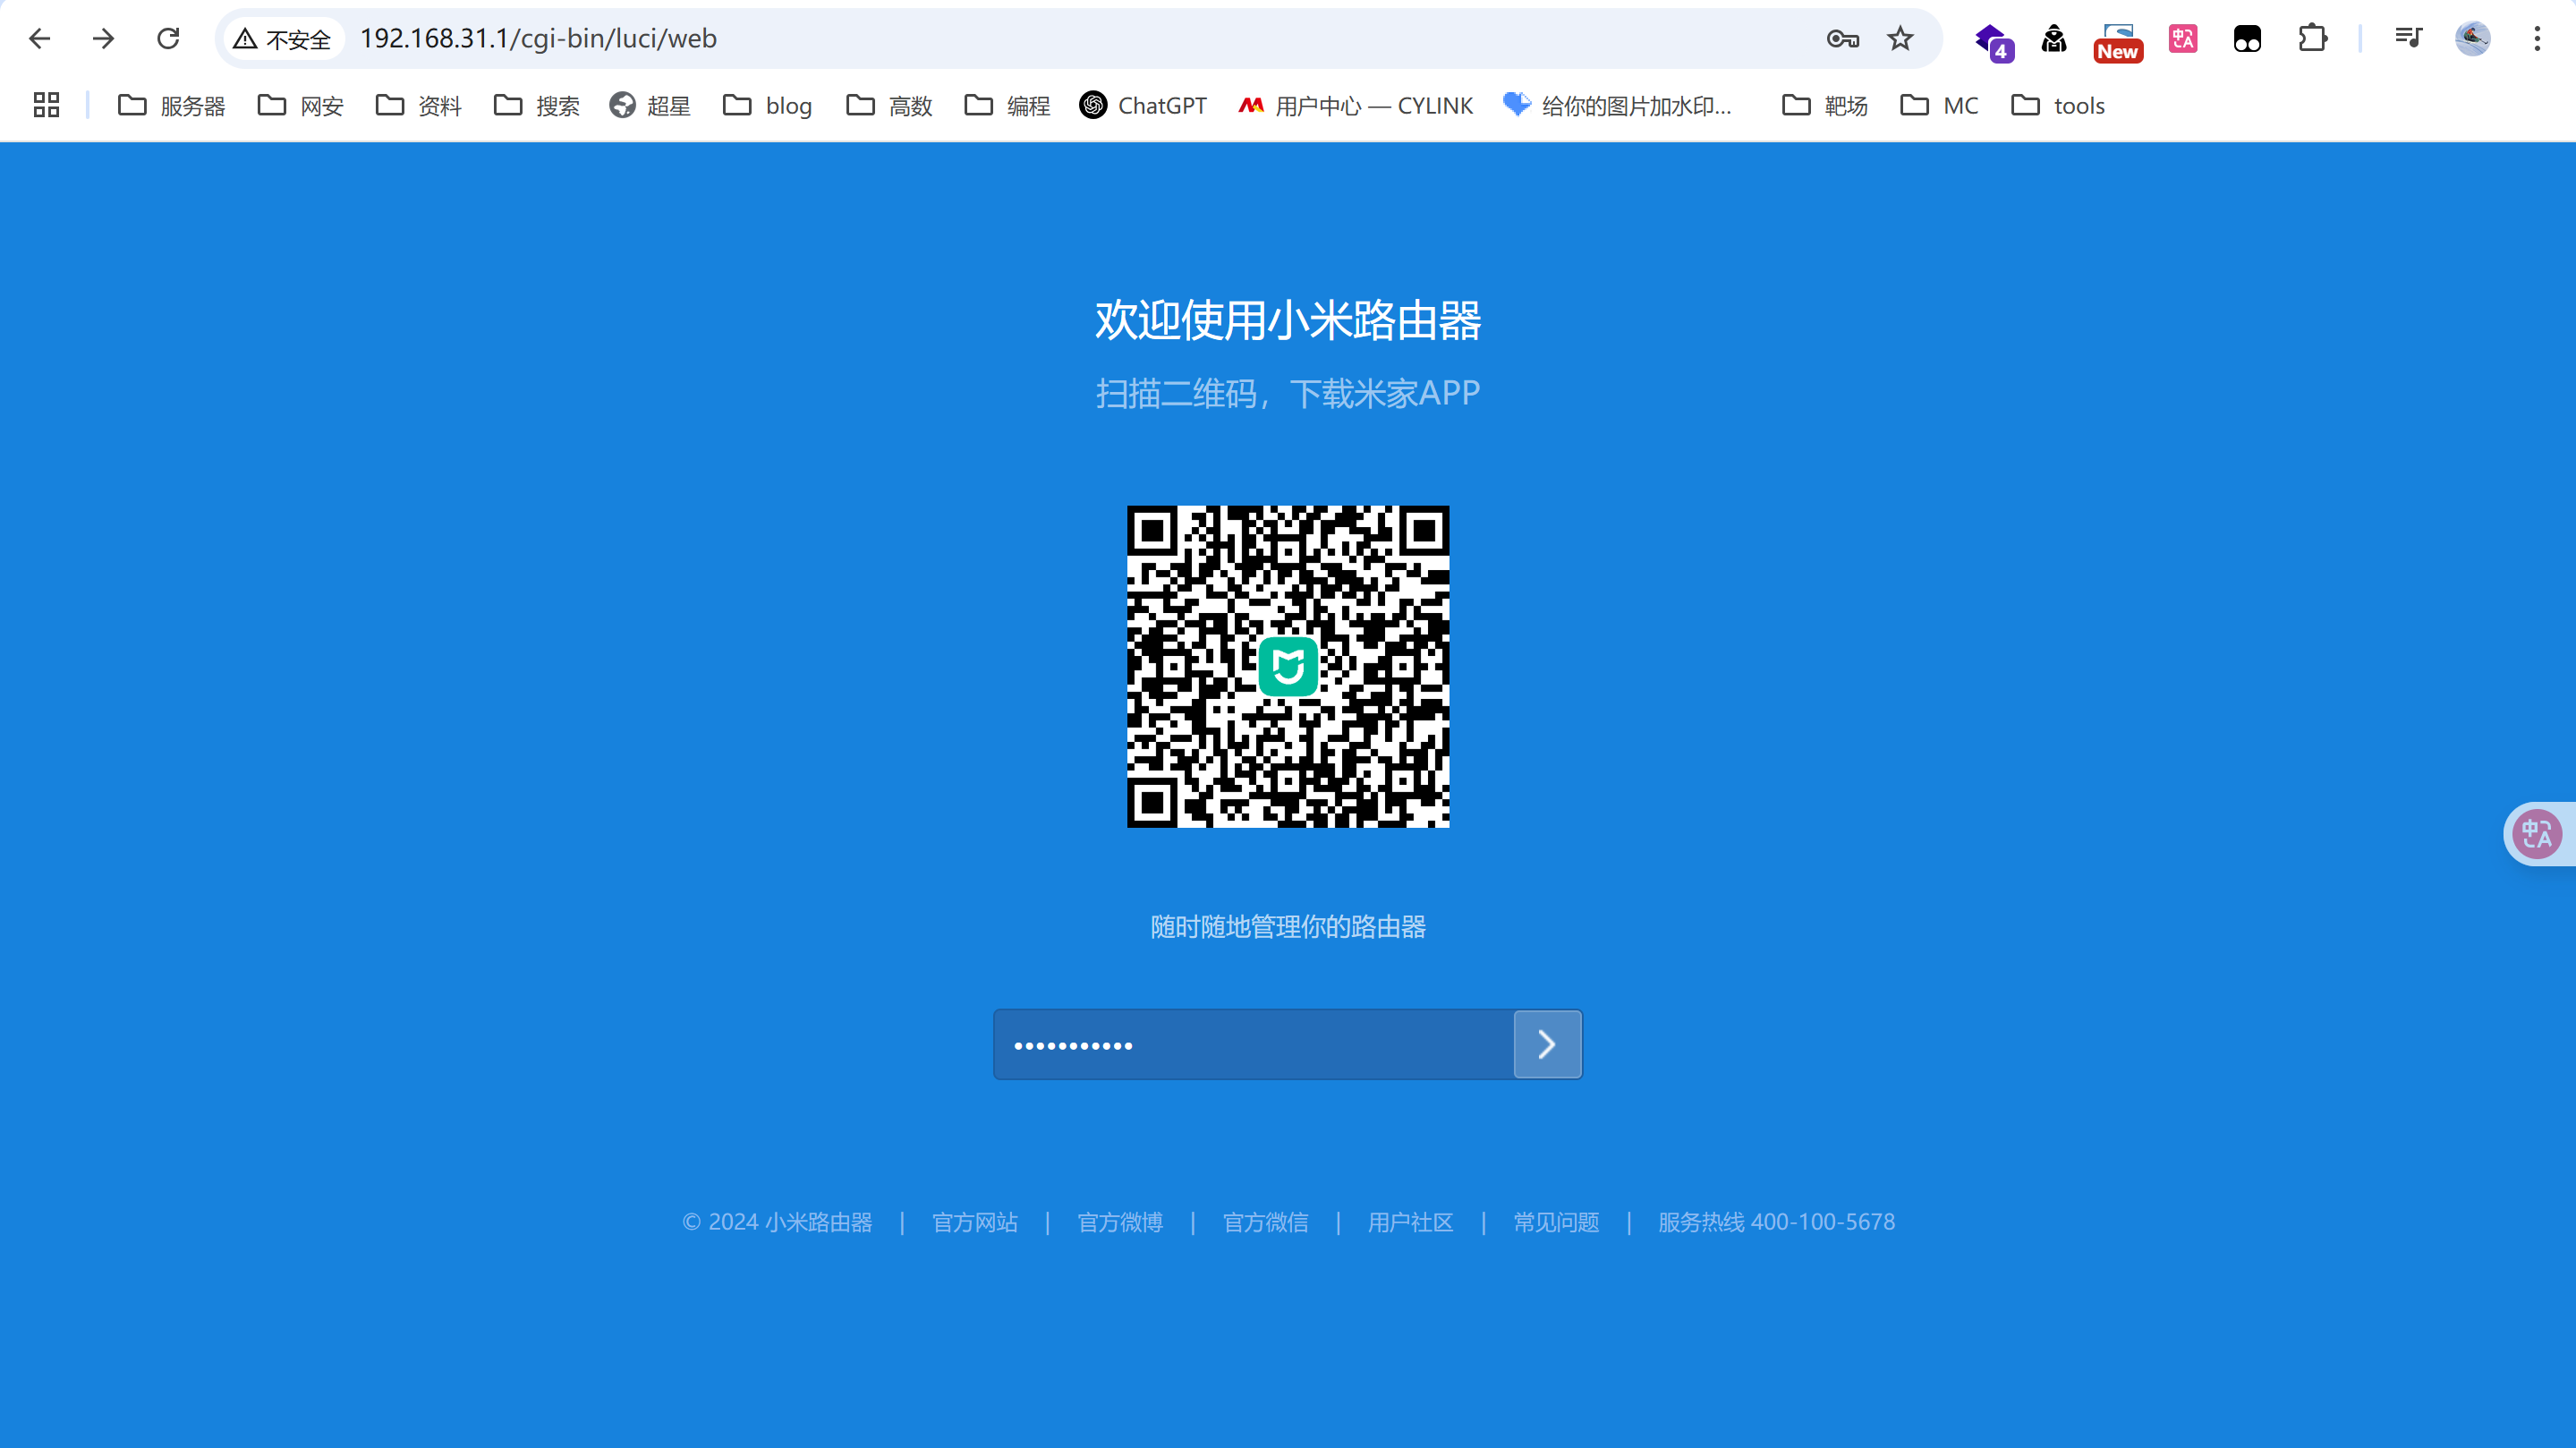 不安全 192.168.31.1/cgi-bin/luci/web 4 New 中A
服务器 网安 资料 搜索 超星 blog 高数 编程 ChatGPT 用户中心 — CYLINK 给你的图片加水印... 靶场 MC tools
欢迎使用小米路由器
扫描二维码，下载米家APP
中A
随时随地管理你的路由器
•••••••••••
© 2024 小米路由器 | 官方网站 | 官方微博 | 官方微信 | 用户社区 | 常见问题 | 服务热线 400-100-5678